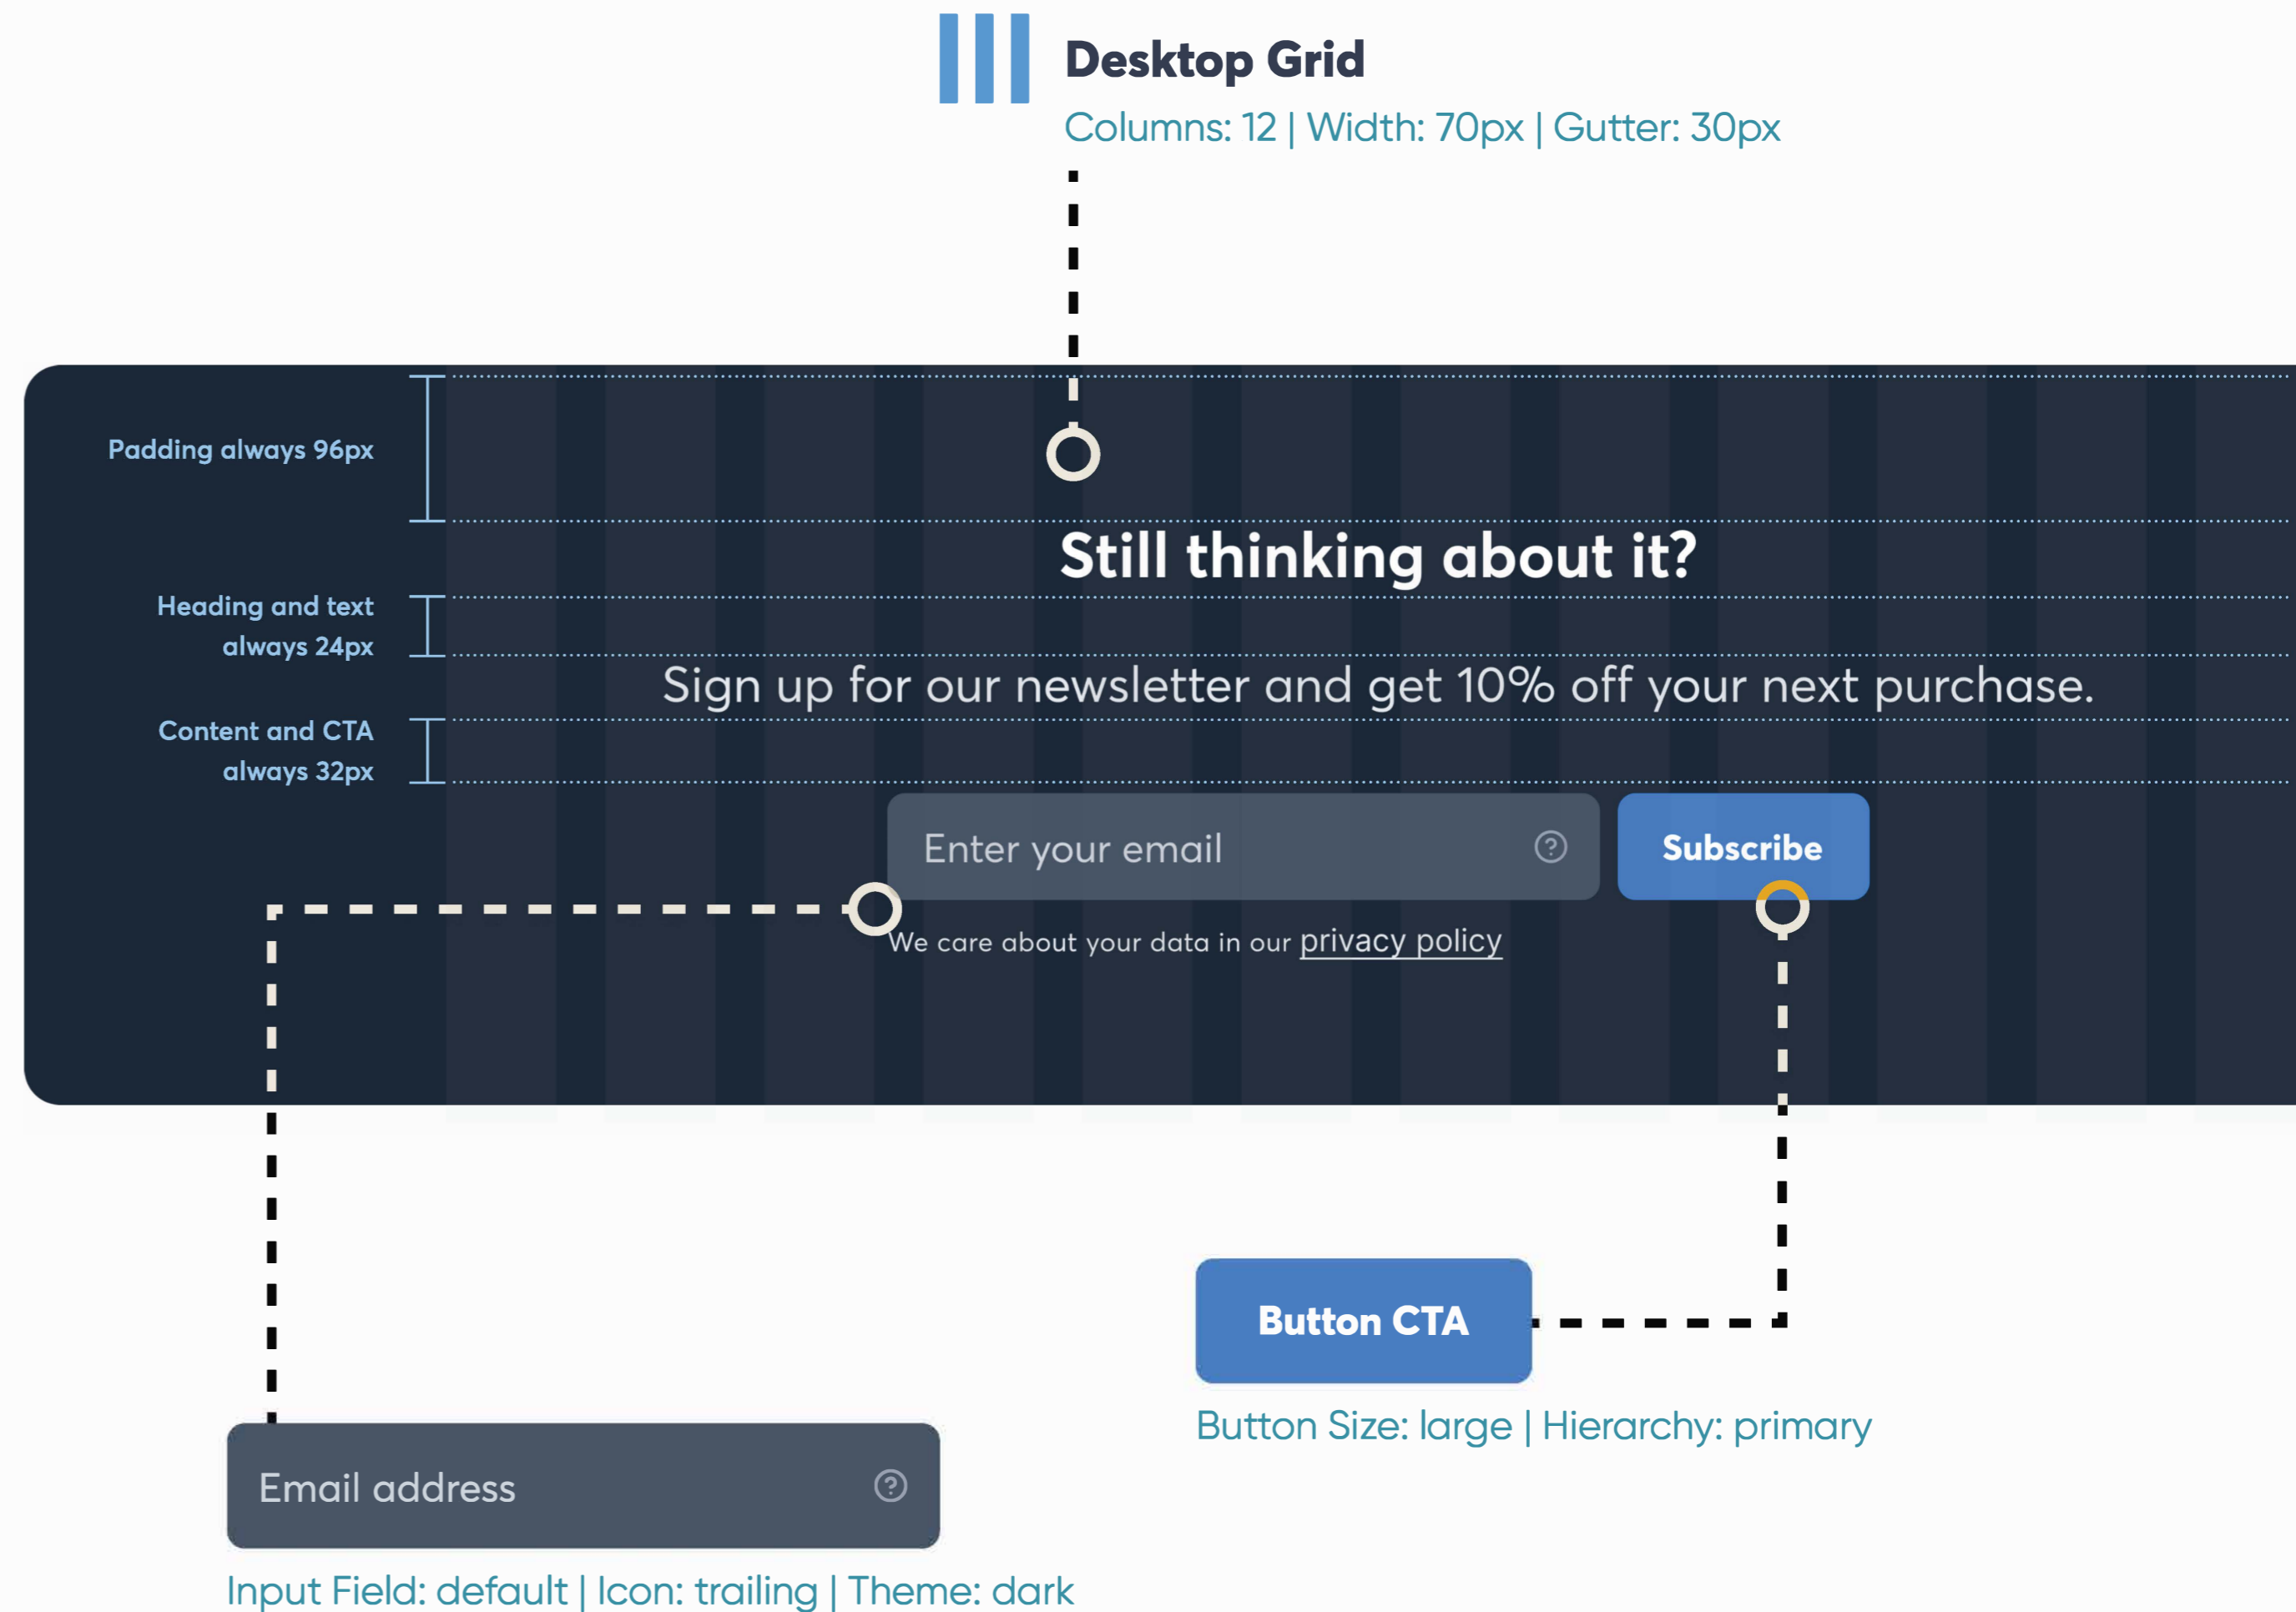 Desktop Grid
Columns: 12 | Width: 70px | Gutter: 30px
Padding always 96px
Still thinking about it?
Heading and text
always 24px
Sign up for our newsletter and get 10% off your next purchase.
Content and CTA
always 32px
Enter your email
Subscribe
We care about your data in our privacy policy
Button CTA
Button Size: large | Hierarchy: primary
Email address
Input Field: default | Icon: trailing | Theme: dark